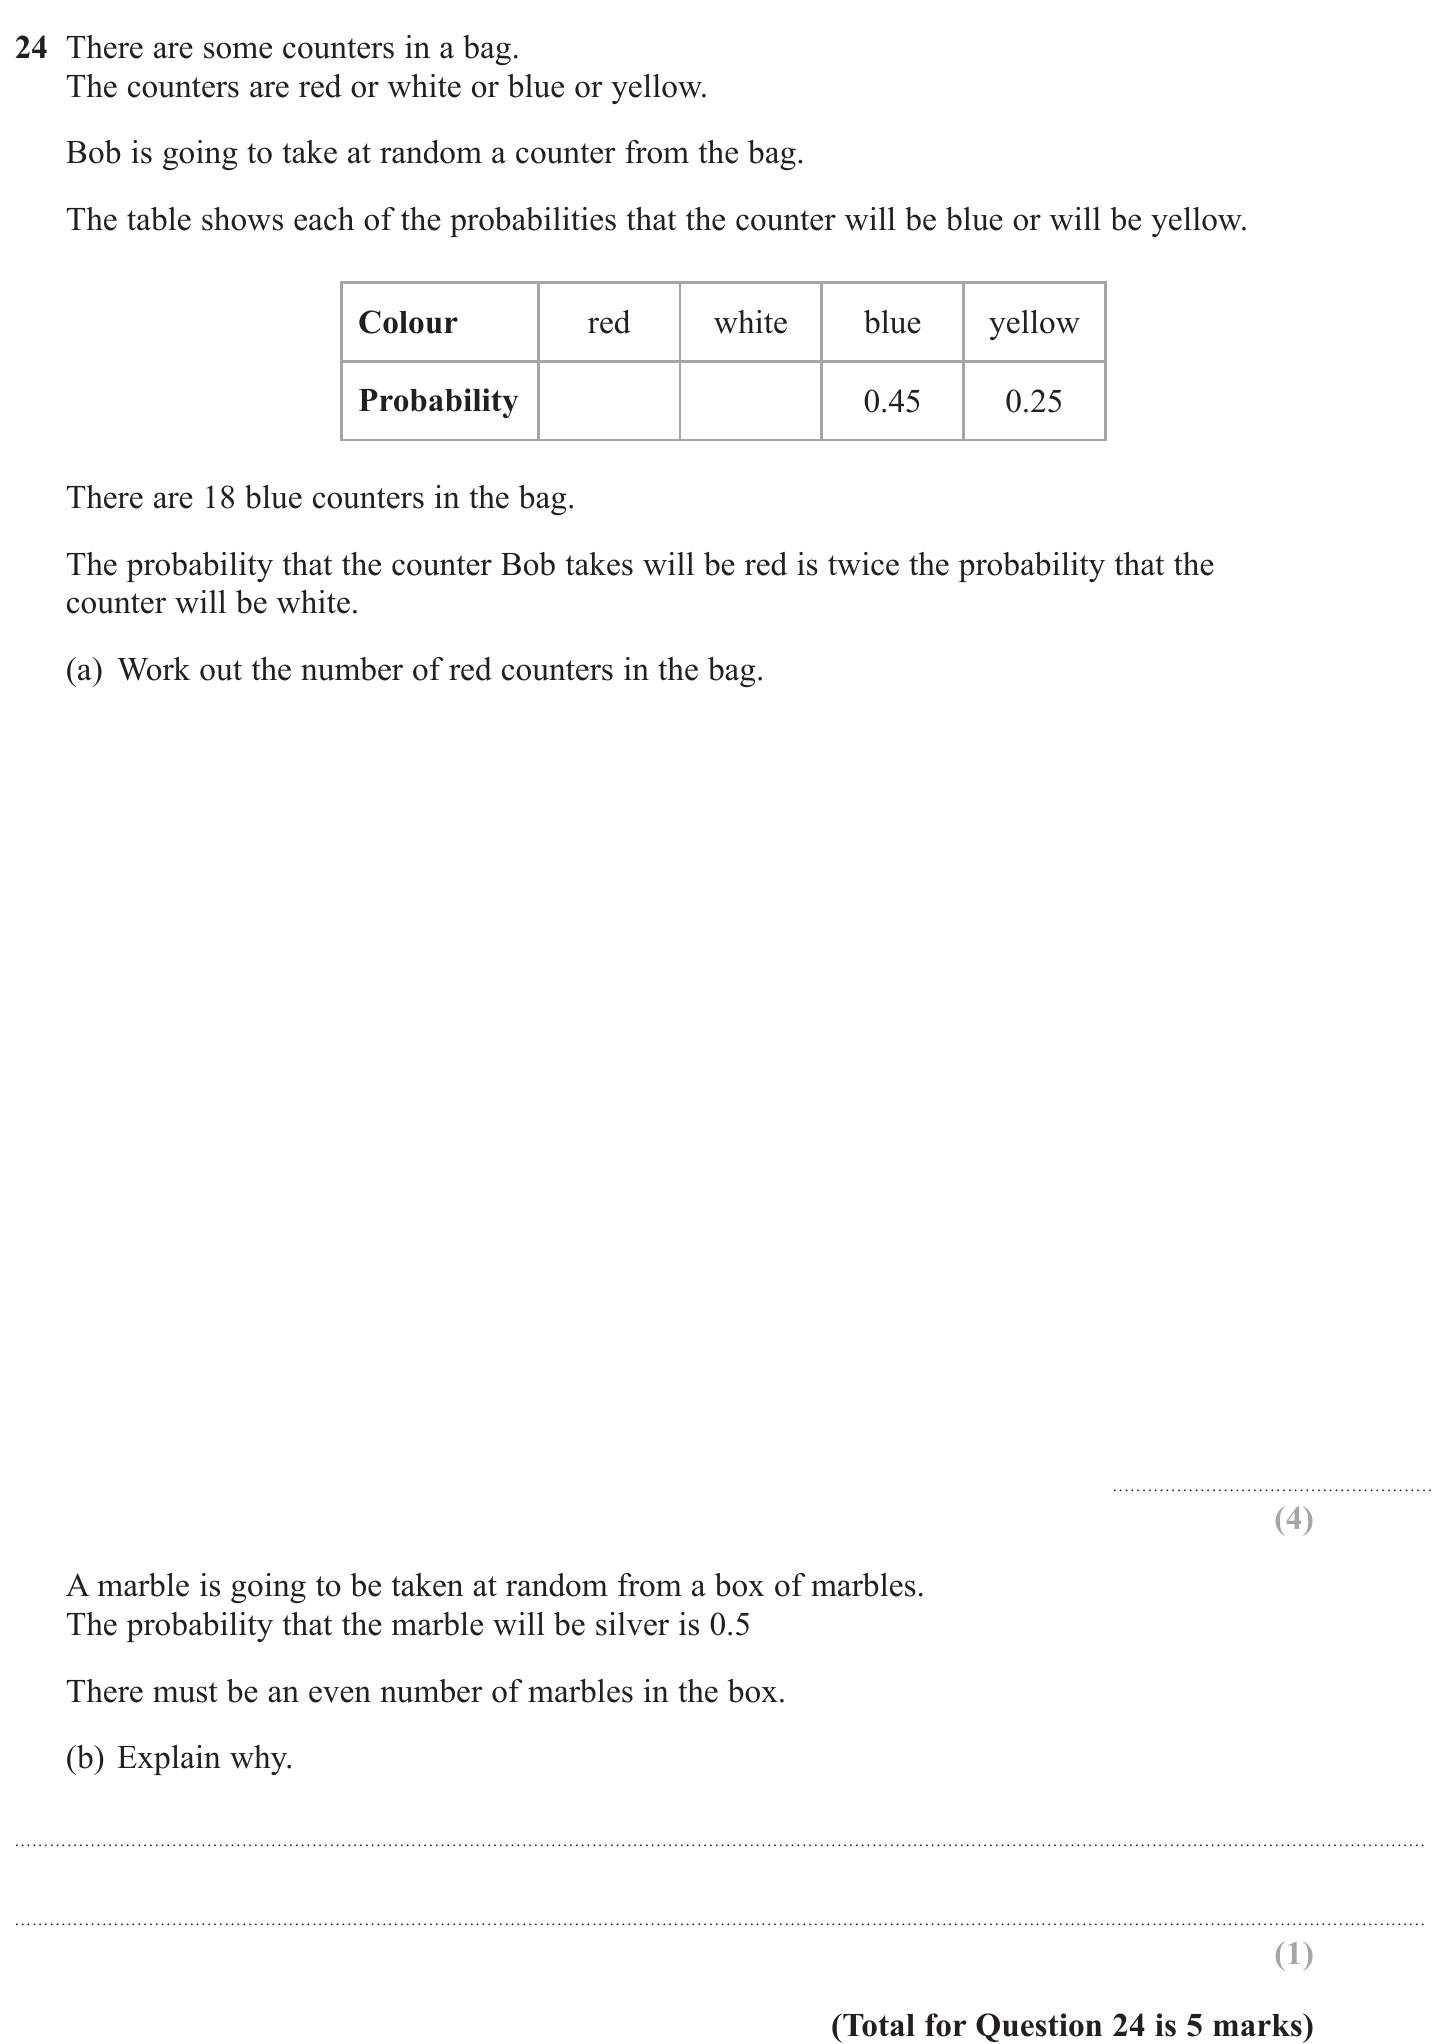 24 There are some counters in a bag.
The counters are red or white or blue or yellow.
Bob is going to take at random a counter from the bag.
The table shows each of the probabilities that the counter will be blue or will be yellow.
Colour red white blue yellow
Probability 0.45 0.25
There are 18 blue counters in the bag.
The probability that the counter Bob takes will be red is twice the probability that the
counter will be white.
(a) Work out the number of red counters in the bag.
(4)
A marble is going to be taken at random from a box of marbles.
The probability that the marble will be silver is 0.5
There must be an even number of marbles in the box.
(b) Explain why.
(1)
(Total for Question 24 is 5 marks)